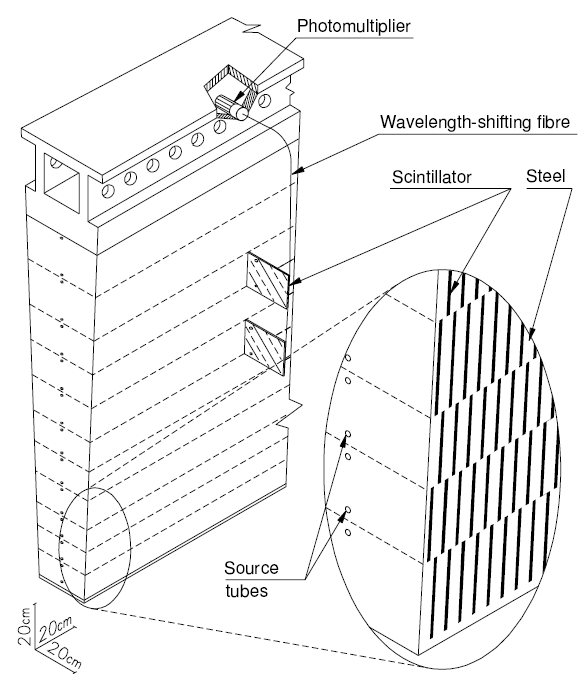 Photomultiplier
Wavelength-shifting fibre
Scintillator
Steel
Source
tubes
20cm
20cm
20cm